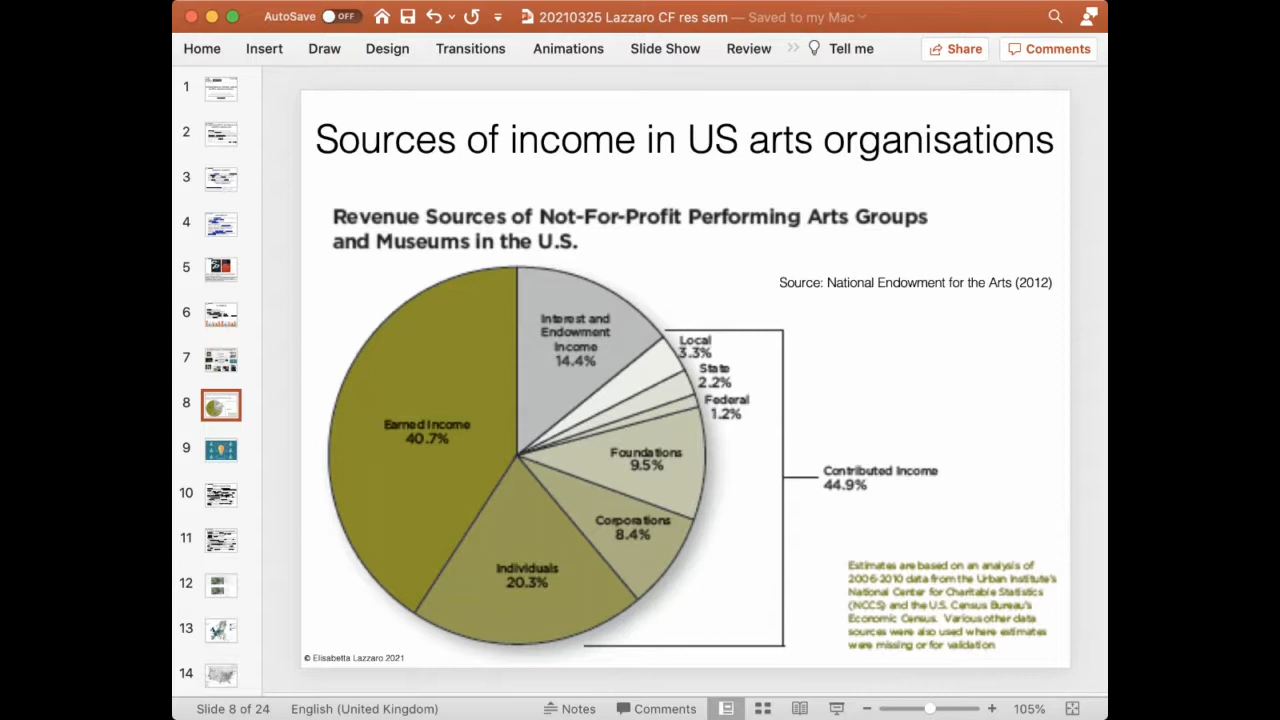 AutoSave OFF 20210325 Lazzaro CF res sem — Saved to my Mac
Home Insert Draw Design Transitions Animations Slide Show Review Tell me Share Comments
1
2
3
4
5
6
7
8
9
10
11
12
13
14
Sources of income in US arts organisations
Revenue Sources of Not-For-Profit Performing Arts Groups
and Museums in the U.S.
Source: National Endowment for the Arts (2012)
Interest and
Endowment
Income
14.4%
Local
3.3%
State
2.2%
Federal
1.2%
Earned Income
40.7%
Foundations
9.5%
Contributed Income
44.9%
Corporations
8.4%
Individuals
20.3%
Estimates are based on an analysis of
2006-2010 data from the Urban Institute's
National Center for Charitable Statistics
(NCCS) and the U.S. Census Bureau's
Economic Census. Various other data
sources were also used where estimates
were missing or for validation
© Elisabetta Lazzaro 2021
Slide 8 of 24 English (United Kingdom) Notes Comments 105%